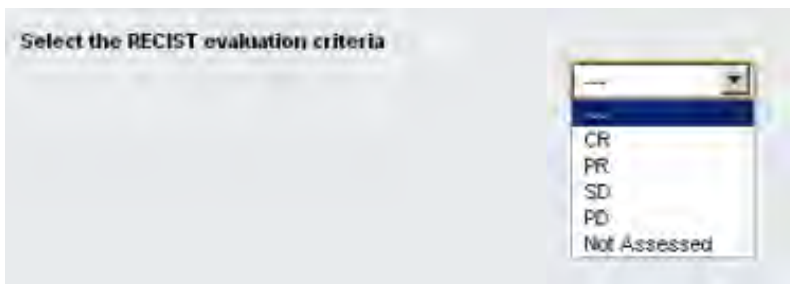 Select the RECIST evaluation criteria
---
---
CR
PR
SD
PD
Not Assessed